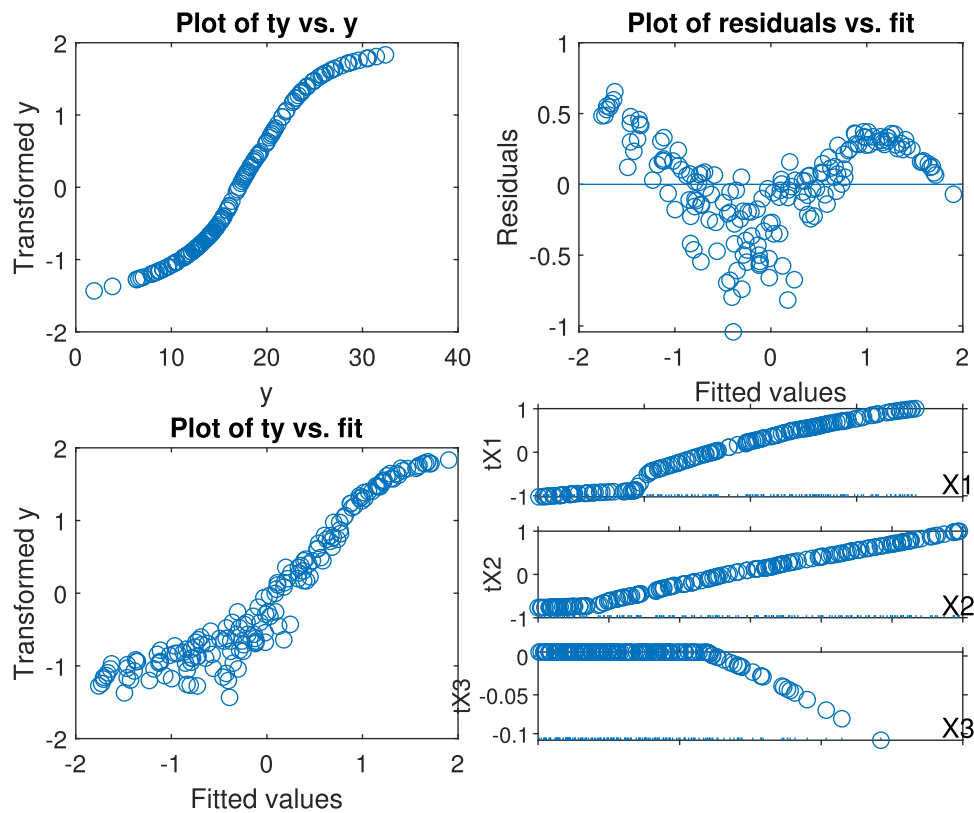 Plot of ty vs. y
2
1
0
-1
-2
Transformed y
0
10
20
30
40
y
Plot of residuals vs. fit
1
0.5
0
-0.5
-1
Residuals
-2
-1
0
1
2
Fitted values
Plot of ty vs. fit
2
1
0
-1
-2
Transformed y
-2
-1
0
1
2
Fitted values
1
0
-1
tX1
X1
1
0
-1
tX2
X2
0
-0.05
-0.1
tX3
X3